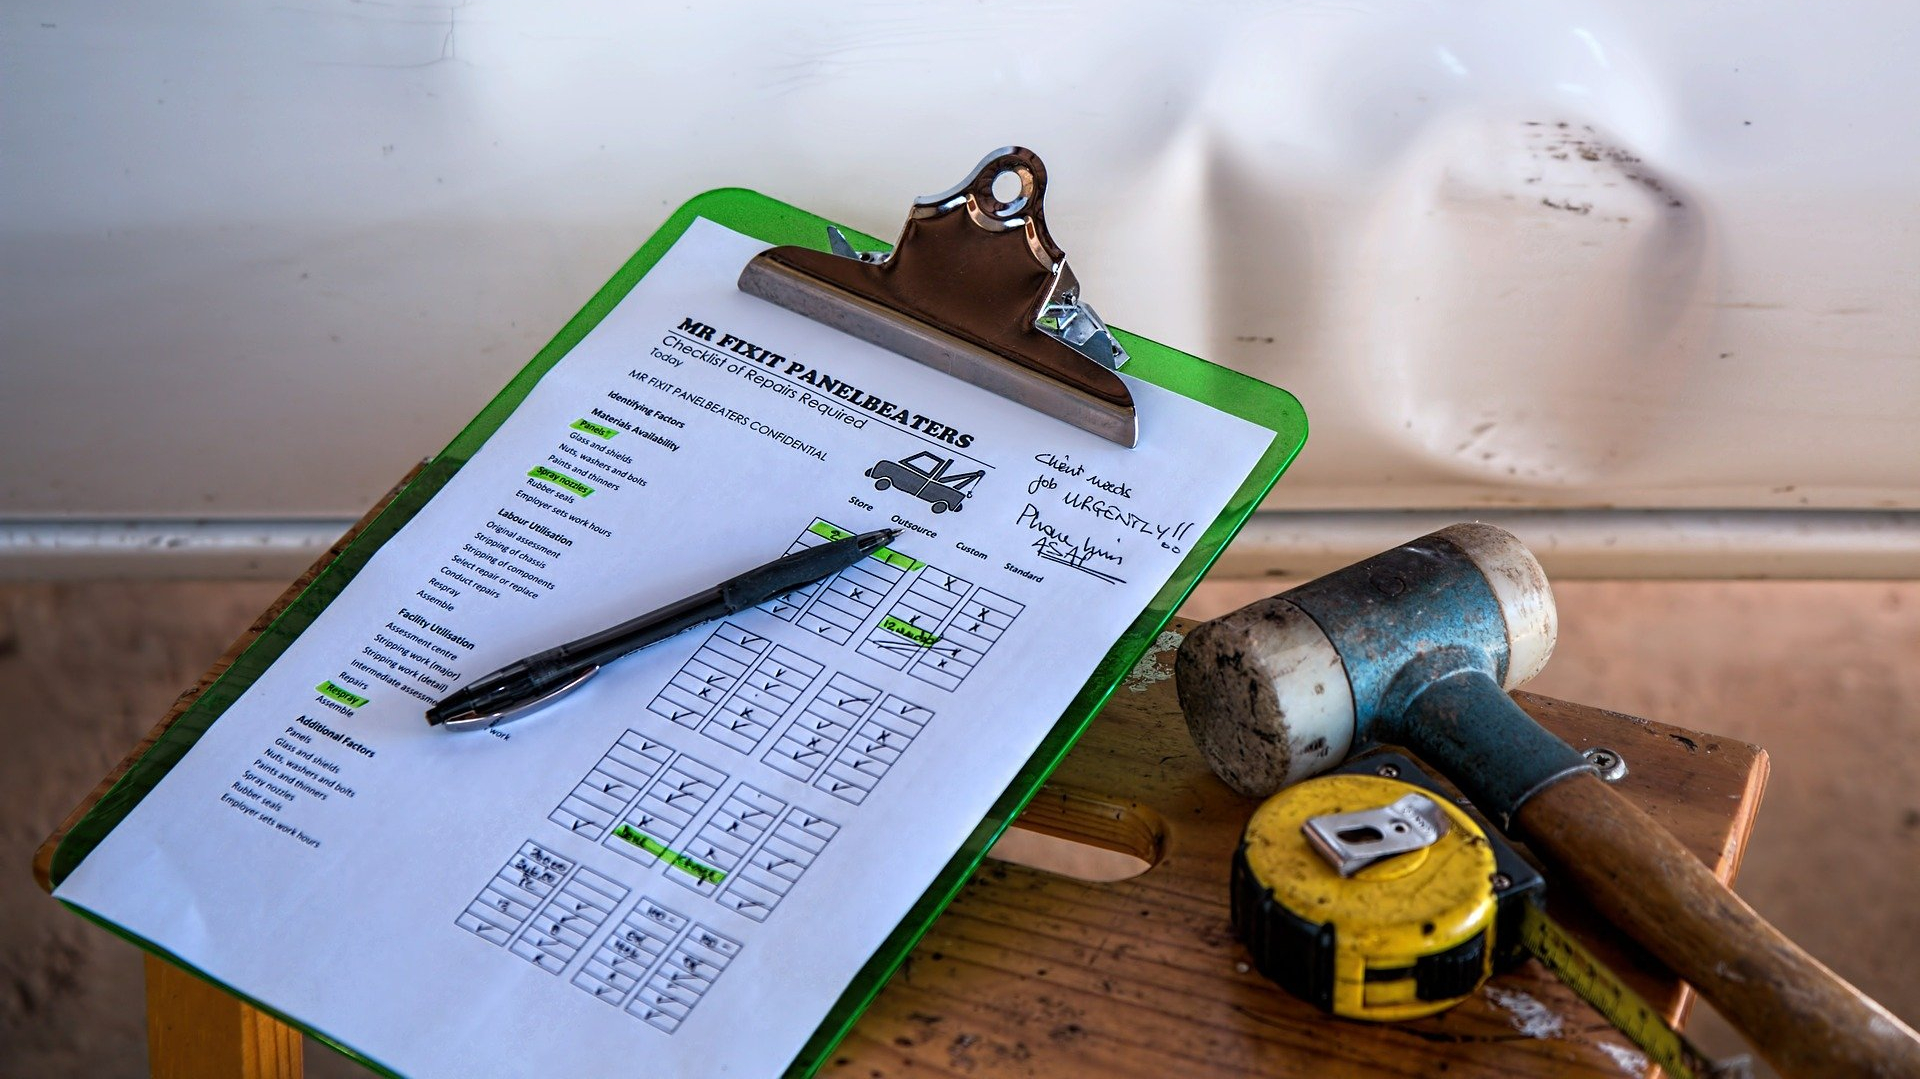 MR FIXIT PANELBEATERS
Checklist of Repairs Required
Today
MR FIXIT PANELBEATERS CONFIDENTIAL
Client needs
job URGENTLY!!
Phone
ASAP
Store
Outsource
Custom
Standard
Identifying Factors
Materials Availability
Panels
Glass and shields
Nuts, washers and bolts
Paints and thinners
Spray nozzles
Rubber seals
Employer sets work hours
Labour Utilisation
Original assessment
Stripping of chassis
Stripping of components
Select repair or replace
Conduct repairs
Respray
Assemble
Facility Utilisation
Assessment centre
Stripping work (major)
Stripping work (detail)
Intermediate
Repairs
Respray
Assemble
work
Additional Factors
Panels
Glass and shields
Nuts, washers and bolts
Paints and thinners
Spray nozzles
Rubber seals
Employer sets work hours